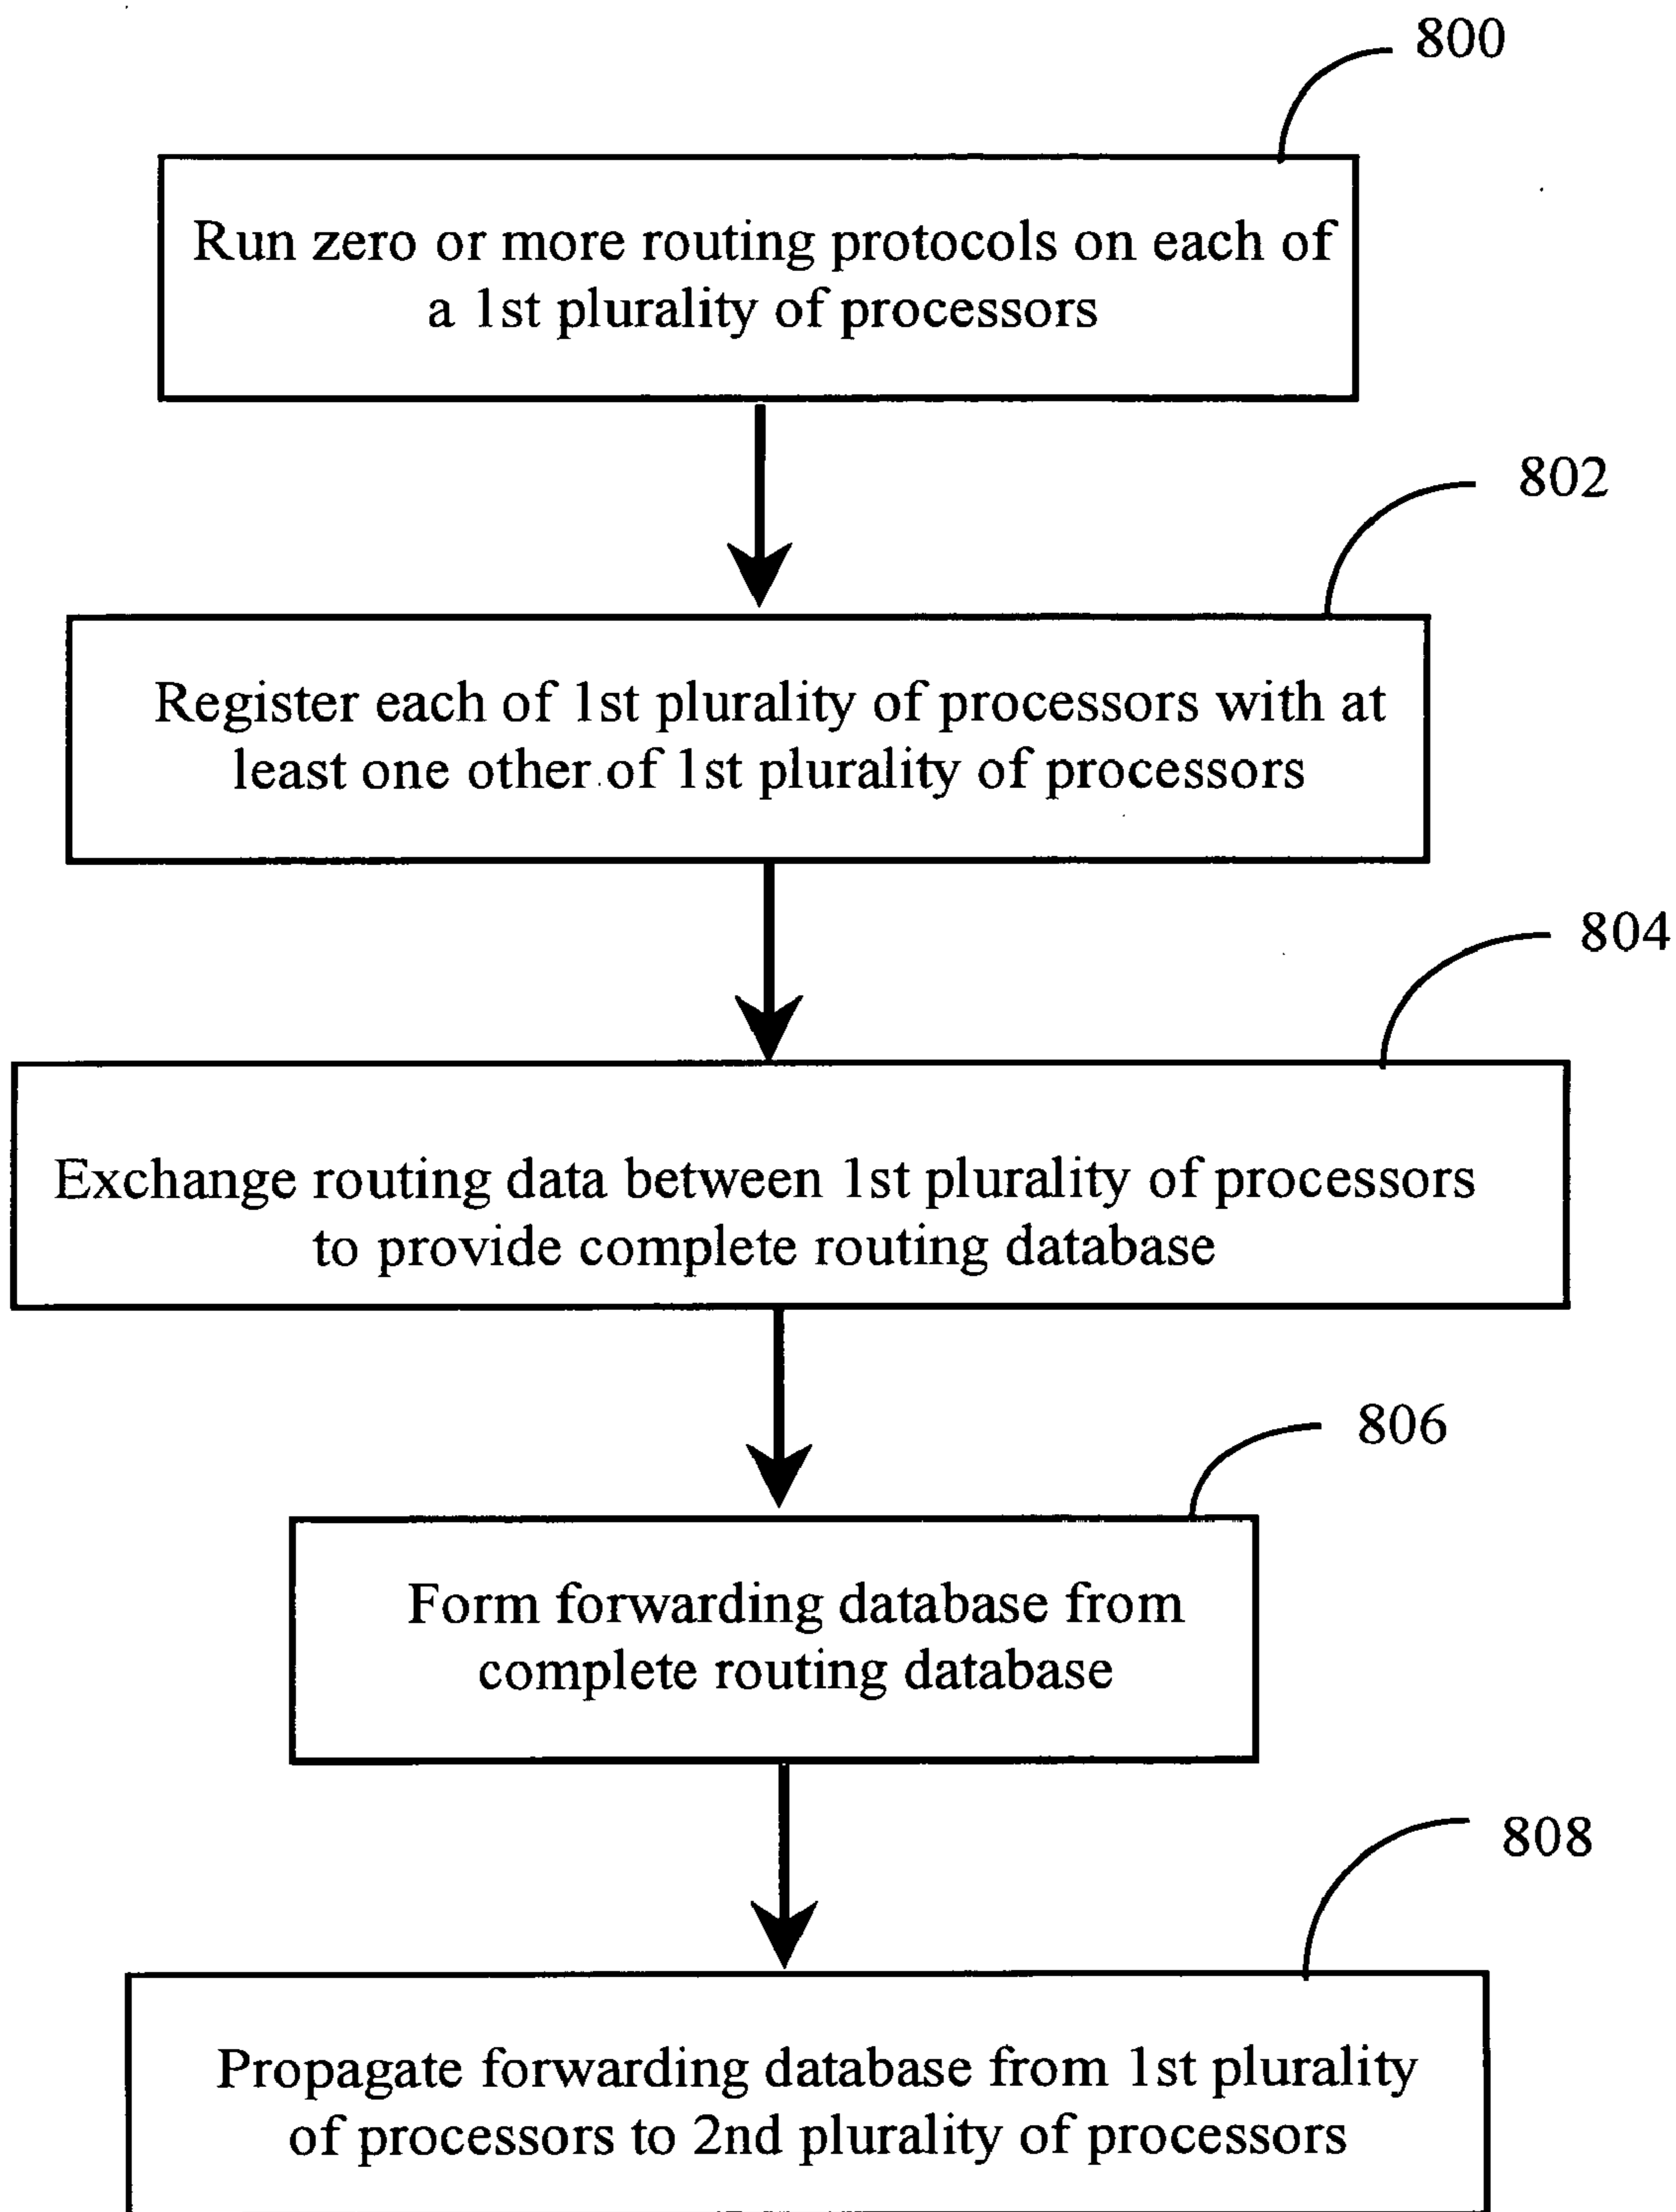 800
Run zero or more routing protocols on each of
a 1st plurality of processors
802
Register each of 1st plurality of processors with at
least one other of 1st plurality of processors
804
Exchange routing data between 1st plurality of processors
to provide complete routing database
806
Form forwarding database from
complete routing database
808
Propagate forwarding database from 1st plurality
of processors to 2nd plurality of processors